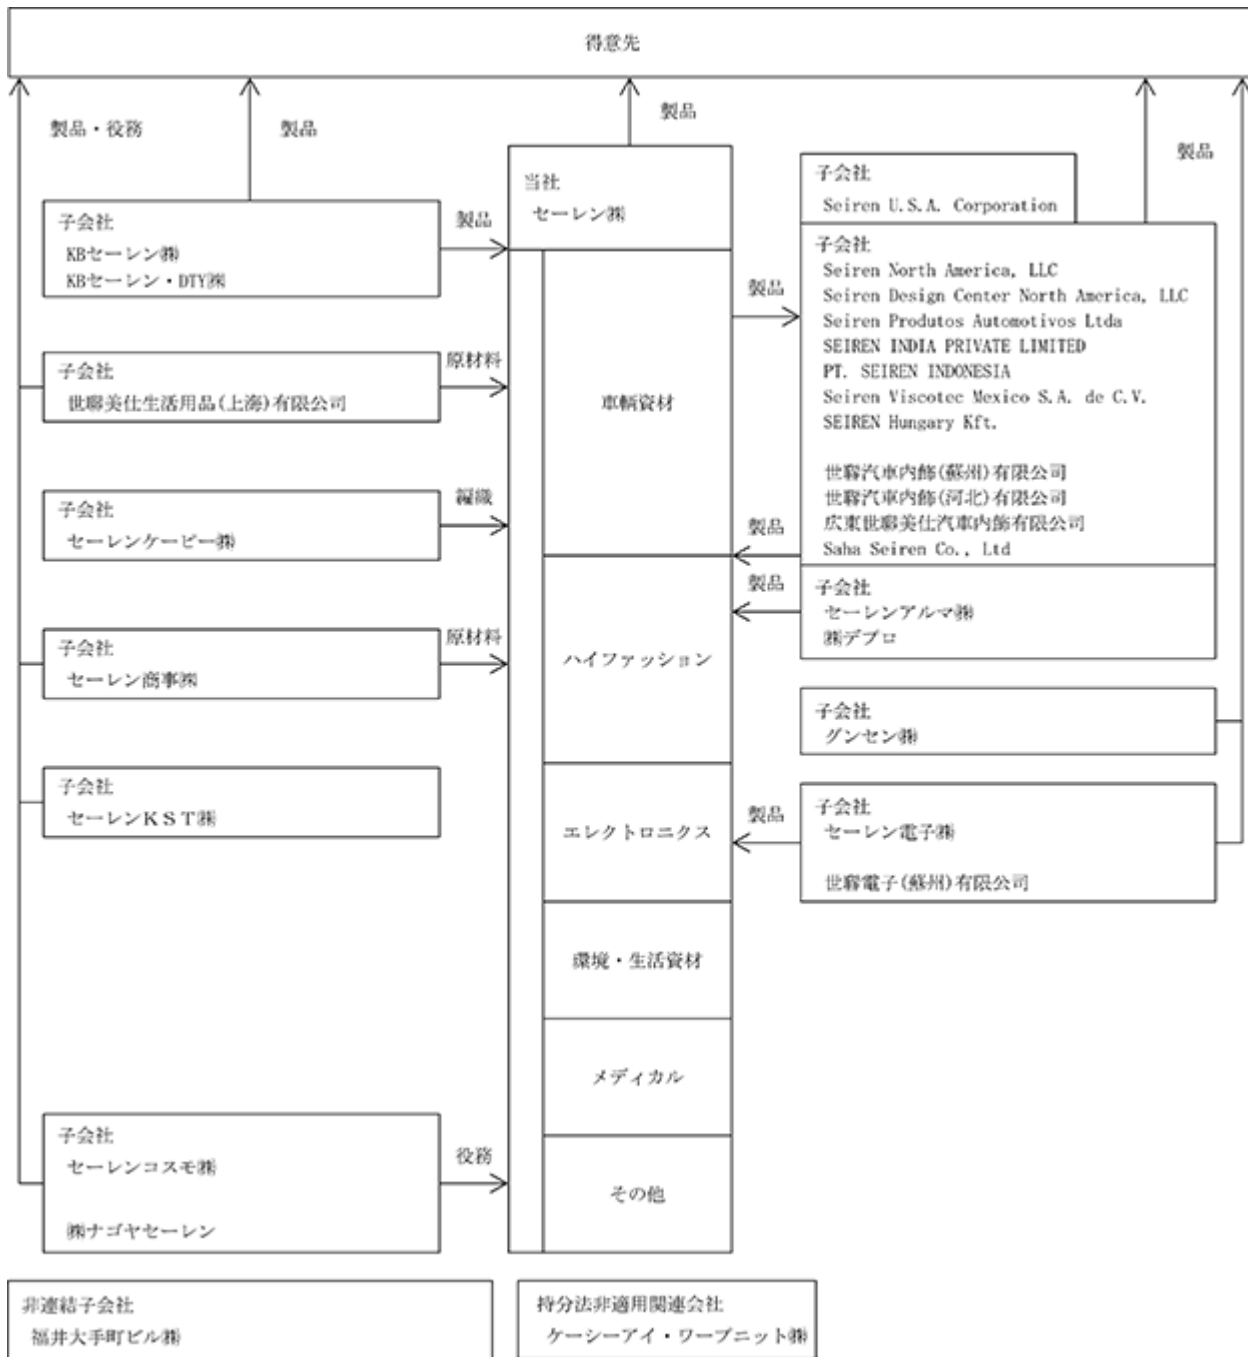 得意先
製品・役務
製品
製品
製品
子会社
KBセーレン㈱
KBセーレン・DTY㈱
製品
子会社
世聯美仕生活用品(上海)有限公司
原材料
子会社
セーレンケーピー㈱
編織
子会社
セーレン商事㈱
原材料
子会社
セーレンKST㈱
子会社
セーレンコスモ㈱
㈱ナゴヤセーレン
役務
当社
セーレン㈱
車輌資材
ハイファッション
エレクトロニクス
環境・生活資材
メディカル
その他
製品
製品
製品
製品
子会社
Seiren U.S.A. Corporation
子会社
Seiren North America, LLC
Seiren Design Center North America, LLC
Seiren Produtos Automotivos Ltda
SEIREN INDIA PRIVATE LIMITED
PT. SEIREN INDONESIA
Seiren Viscotec Mexico S.A. de C.V.
SEIREN Hungary Kft.
世聯汽車内飾(蘇州)有限公司
世聯汽車内飾(河北)有限公司
広東世聯美仕汽車内飾有限公司
Saha Seiren Co., Ltd
子会社
セーレンアルマ㈱
㈱デプロ
子会社
グンセン㈱
子会社
セーレン電子㈱
世聯電子(蘇州)有限公司
非連結子会社
福井大手町ビル㈱
持分法非適用関連会社
ケーシーアイ・ワープニット㈱